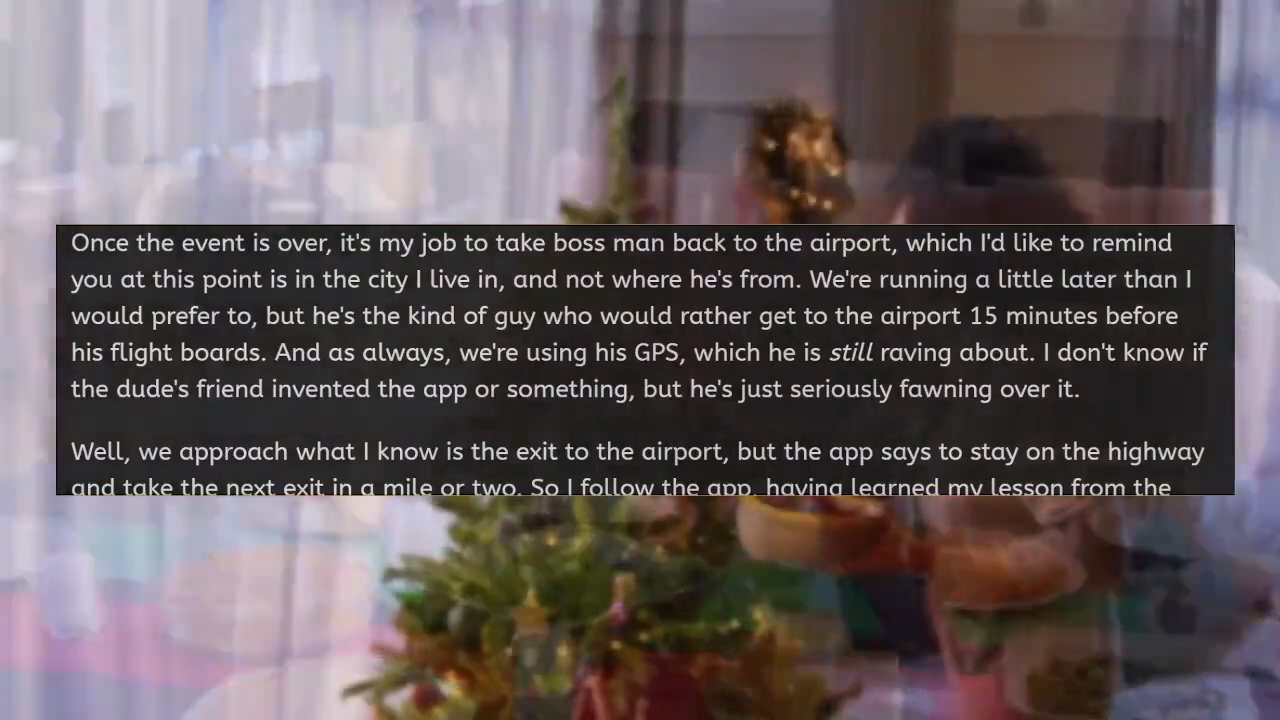 Once the event is over, it's my job to take boss man back to the airport, which I'd like to remind
you at this point is in the city I live in, and not where he's from. We're running a little later than I
would prefer to, but he's the kind of guy who would rather get to the airport 15 minutes before
his flight boards. And as always, we're using his GPS, which he is still raving about. I don't know if
the dude's friend invented the app or something, but he's just seriously fawning over it.
Well, we approach what I know is the exit to the airport, but the app says to stay on the highway
and take the next exit in a mile or two. So I follow the app, having learned my lesson from the